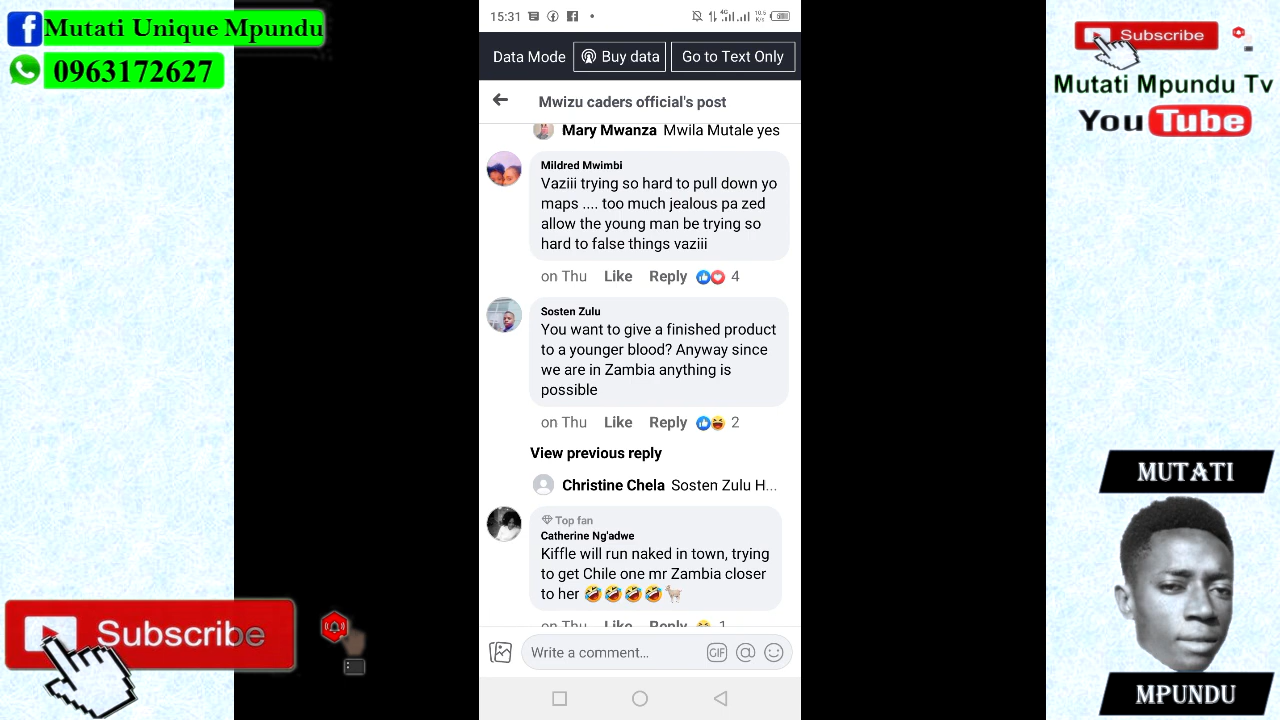 Mutati Unique Mpundu
0963172627
15:31
Data Mode
Buy data
Go to Text Only
Mwizu caders official's post
Mary Mwanza Mwila Mutale yes
Mildred Mwimbi
Vaziii trying so hard to pull down yo
maps .... too much jealous pa zed
allow the young man be trying so
hard to false things vaziii
on Thu Like Reply 4
Sosten Zulu
You want to give a finished product
to a younger blood? Anyway since
we are in Zambia anything is
possible
on Thu Like Reply 2
View previous reply
Christine Chela Sosten Zulu H...
Top fan
Catherine Ng'adwe
Kiffle will run naked in town, trying
to get Chile one mr Zambia closer
to her 🤣🤣🤣🤣🐐
on Thu Like Reply 1
Write a comment...
GIF
Subscribe
Mutati Mpundu Tv
YouTube
MUTATI
MPUNDU
Subscribe